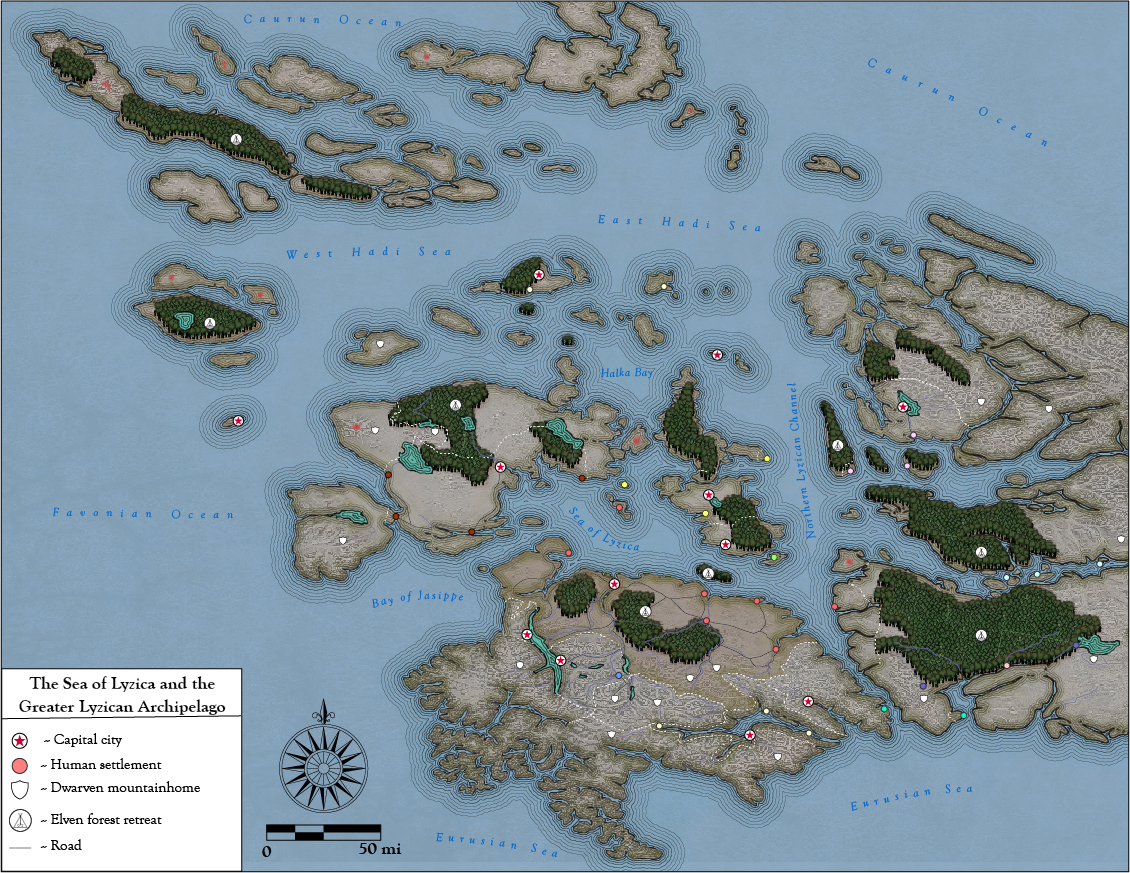 Caurun Ocean
Caurun Ocean
East Hadi Sea
West Hadi Sea
Halka Bay
Northern Lyzican Channel
Favonian Ocean
Sea of Lyzica
Bay of Jasippe
The Sea of Lyzica and the
Greater Lyzican Archipelago
~ Capital city
~ Human settlement
~ Dwarven mountainhome
~ Elven forest retreat
~ Road
0 50 mi
Eurusian Sea
Eurusian Sea